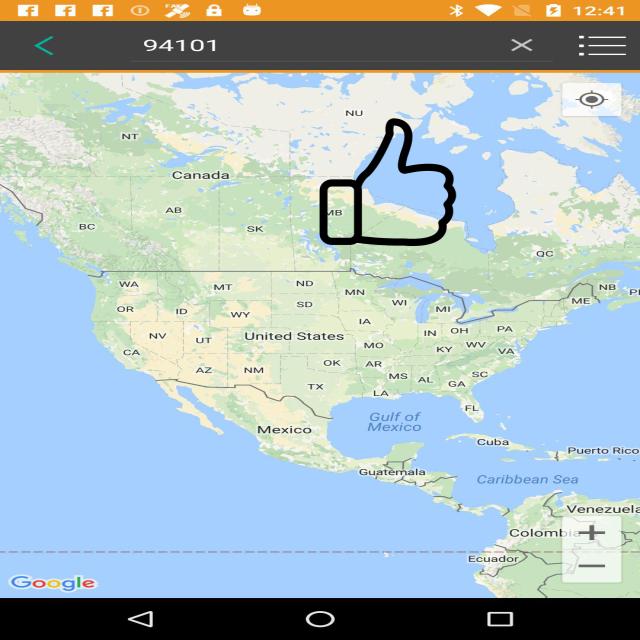 12:41
94101
NU
NT
Canada
AB
MB
BC
SK
QC
NB
WA
MT
ND
MN
ME
OR
ID
SD
WI
MI
WY
IA
PA
NV
UT
United States
IN
OH
CA
MO
KY
WV
VA
AZ
NM
OK
AR
SC
TX
MS
AL
GA
LA
FL
Gulf of
Mexico
Mexico
Cuba
Puerto Rico
Guatemala
Caribbean Sea
Venezuela
Colombia
Ecuador
Google